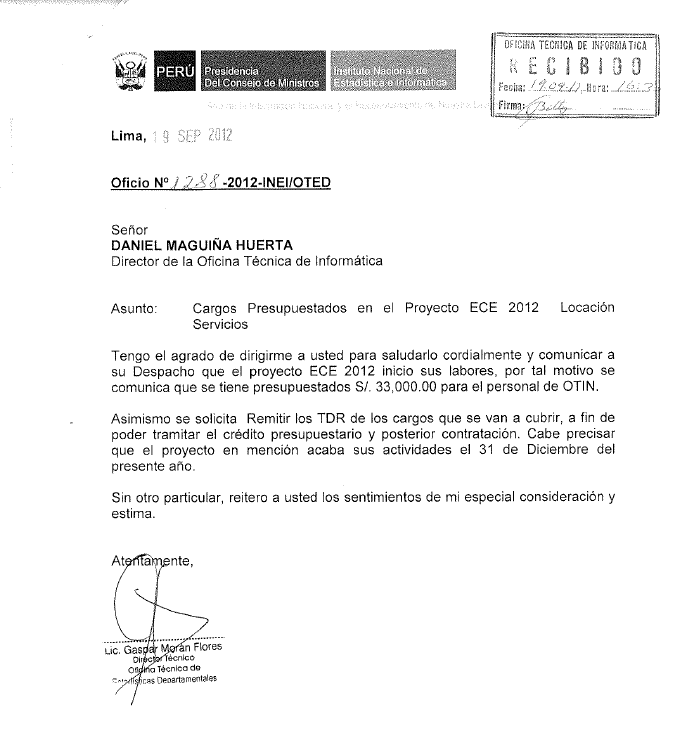 PERÚ
Presidencia
Del Consejo de Ministros
Instituto Nacional de
Estadística e Informática
OFICINA TECNICA DE INFORMATICA
RECIBIDO
Fecha: 19.09.12 Hora: 16:3
Firma:
Lima, 19 SEP 2012
Oficio Nº 1288-2012-INEI/OTED
Señor
DANIEL MAGUIÑA HUERTA
Director de la Oficina Técnica de Informática
Asunto: Cargos Presupuestados en el Proyecto ECE 2012 Locación
Servicios
Tengo el agrado de dirigirme a usted para saludarlo cordialmente y comunicar a
su Despacho que el proyecto ECE 2012 inicio sus labores, por tal motivo se
comunica que se tiene presupuestados S/. 33,000.00 para el personal de OTIN.
Asimismo se solicita Remitir los TDR de los cargos que se van a cubrir, a fin de
poder tramitar el crédito presupuestario y posterior contratación. Cabe precisar
que el proyecto en mención acaba sus actividades el 31 de Diciembre del
presente año.
Sin otro particular, reitero a usted los sentimientos de mi especial consideración y
estima.
Atentamente,
Lic. Gaspar Morán Flores
Director Técnico
Oficina Técnica de
Estadísticas Departamentales